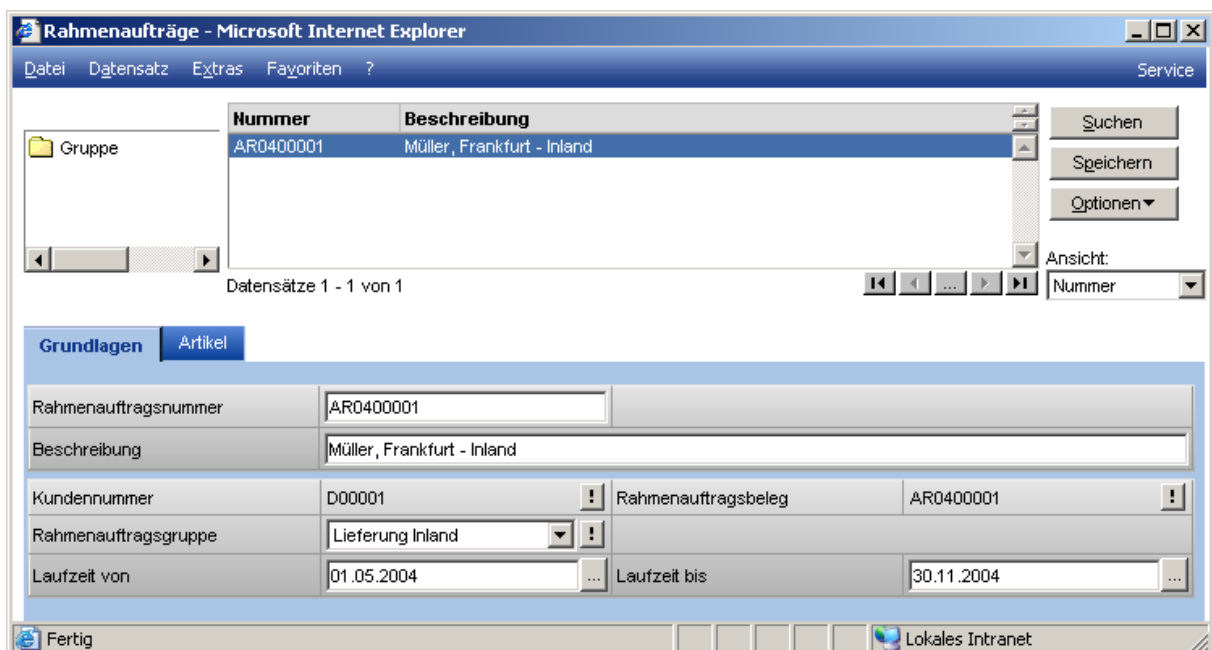 Rahmenaufträge - Microsoft Internet Explorer
Datei Datensatz Extras Favoriten ? Service
Nummer Beschreibung
Gruppe
AR0400001 Müller, Frankfurt - Inland
Suchen
Speichern
Optionen
Ansicht:
Nummer
Datensätze 1 - 1 von 1
...
Grundlagen Artikel
Rahmenauftragsnummer AR0400001
Beschreibung Müller, Frankfurt - Inland
Kundennummer D00001 ! Rahmenauftragsbeleg AR0400001 !
Rahmenauftragsgruppe Lieferung Inland !
Laufzeit von 01.05.2004 ... Laufzeit bis 30.11.2004 ...
Fertig Lokales Intranet